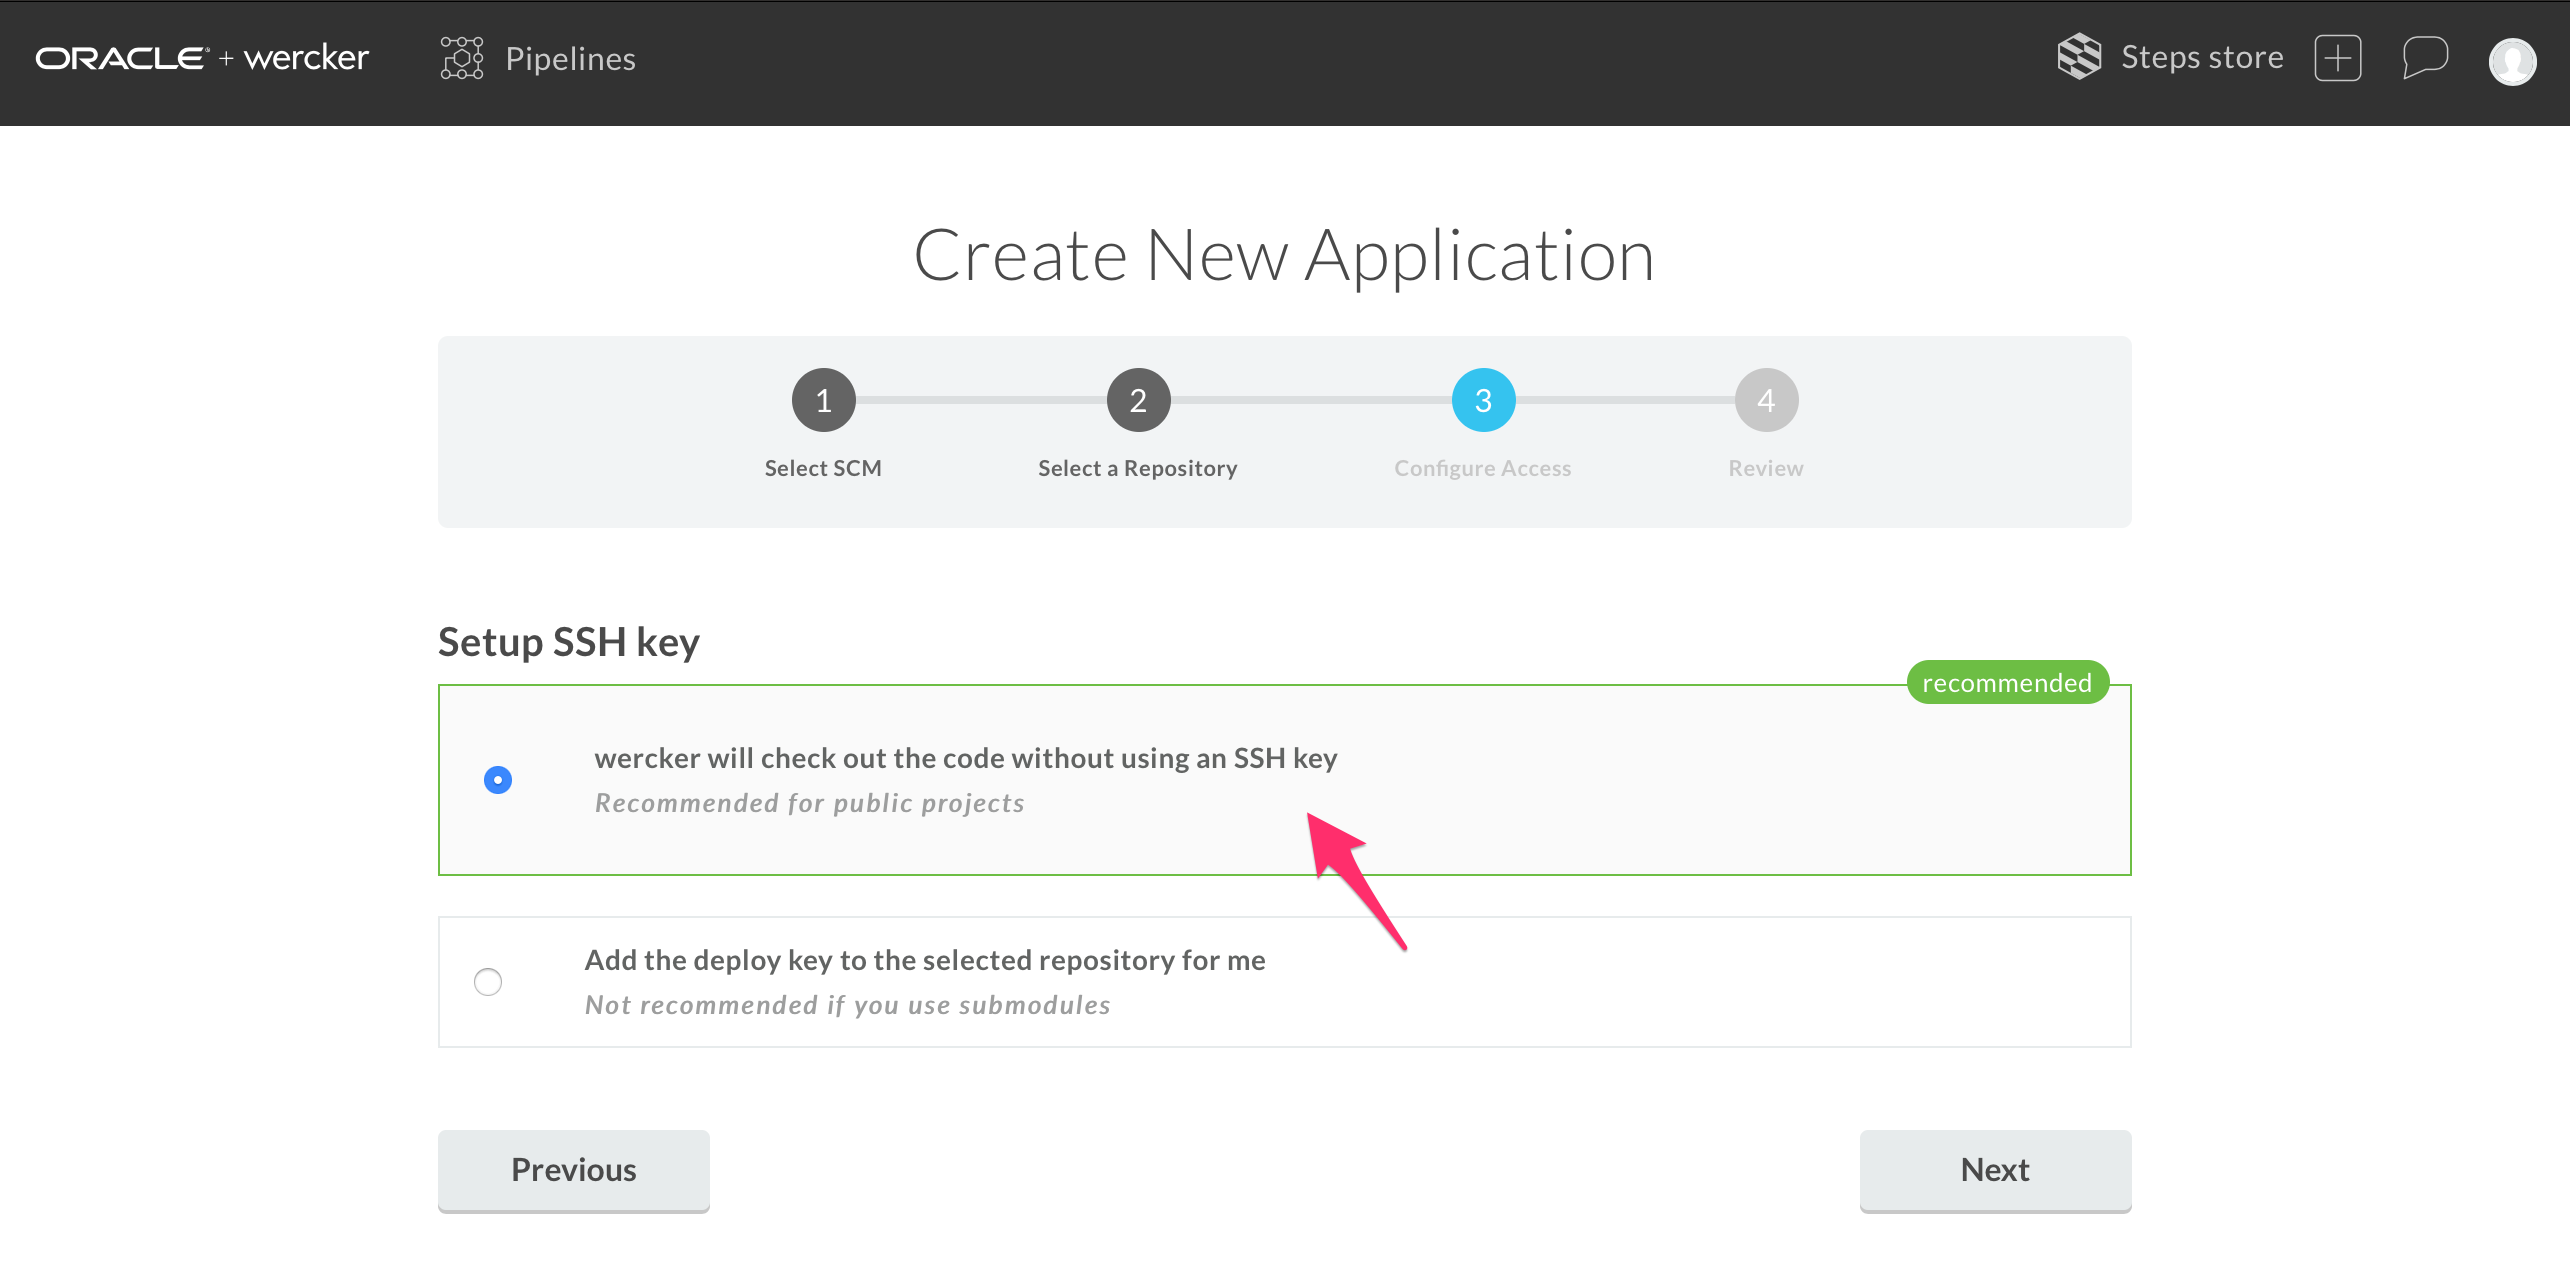 ORACLE + wercker
Pipelines
Steps store
Create New Application
1
2
3
4
Select SCM
Select a Repository
Configure Access
Review
Setup SSH key
recommended
wercker will check out the code without using an SSH key
Recommended for public projects
Add the deploy key to the selected repository for me
Not recommended if you use submodules
Previous
Next